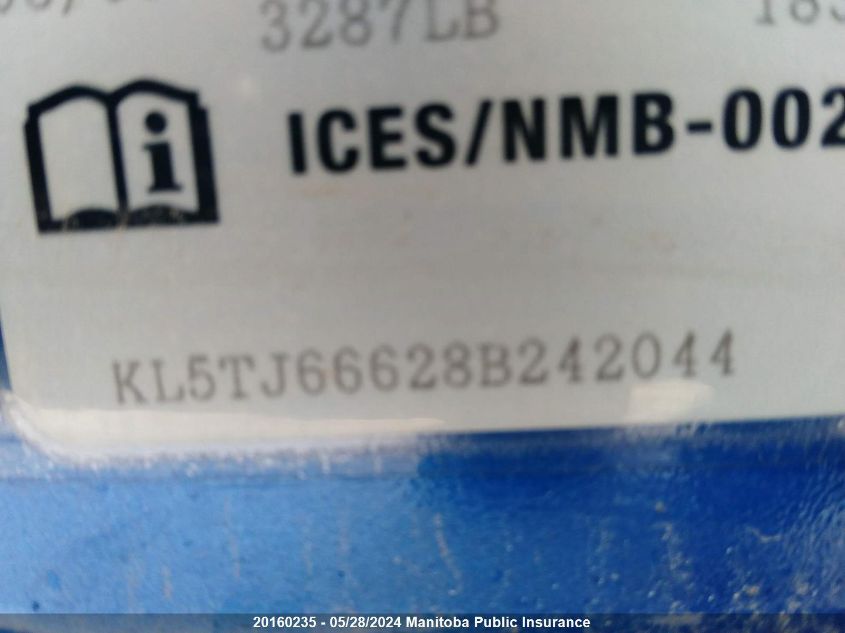 3287LB
ICES/NMB-002
KL5TJ66628B242044
20160235 - 05/28/2024 Manitoba Public Insurance